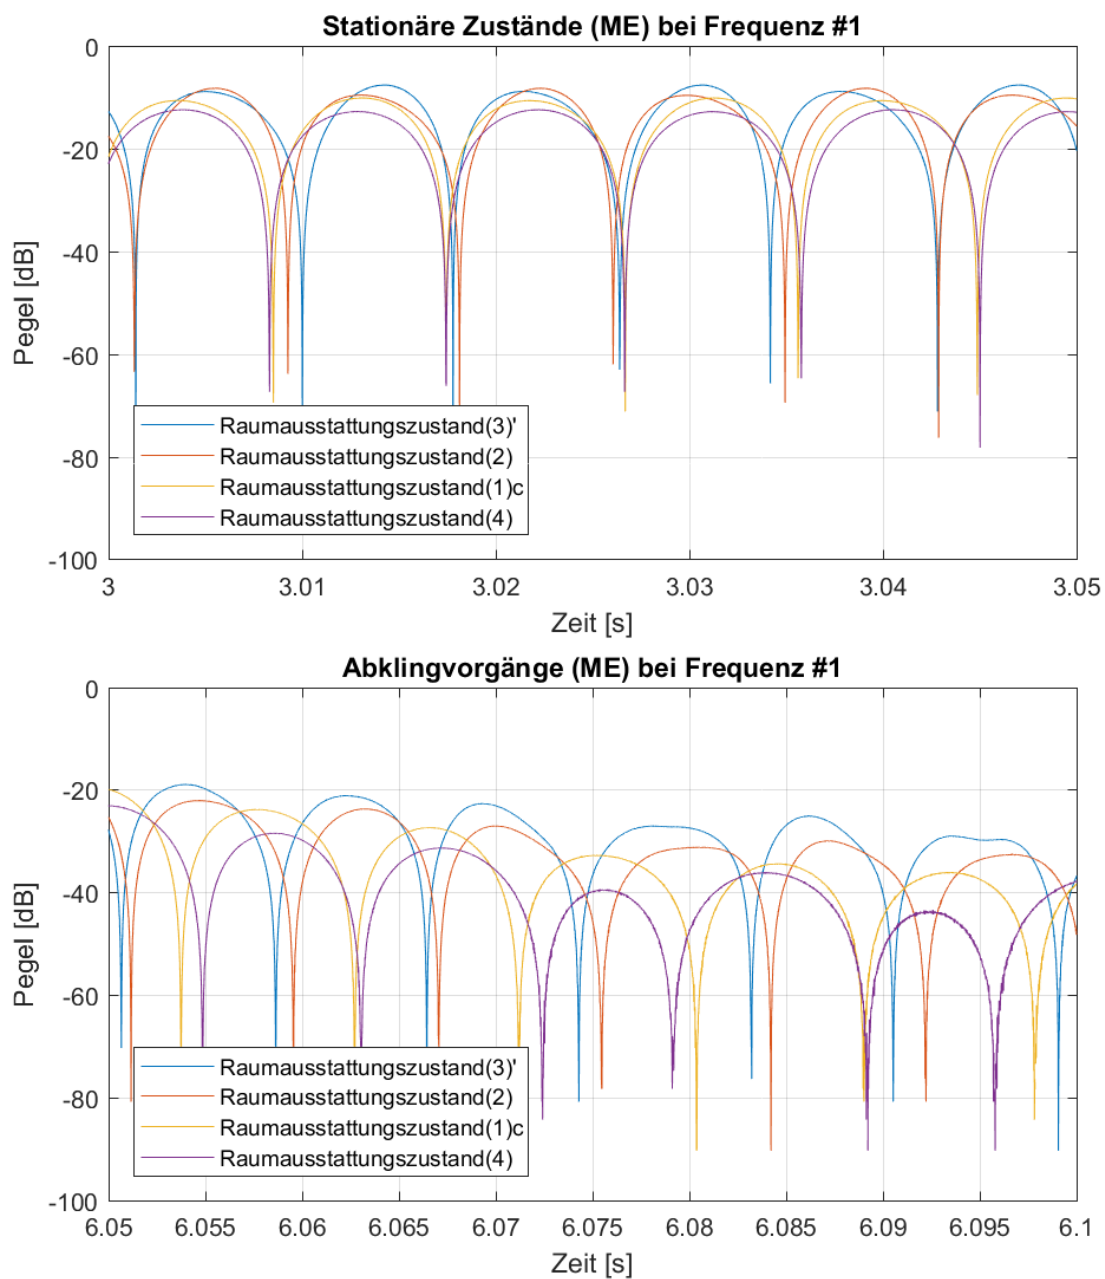 Stationäre Zustände (ME) bei Frequenz #1
0
-20
-40
-60
-80
-100
Pegel [dB]
Raumausstattungszustand(3)'
Raumausstattungszustand(2)
Raumausstattungszustand(1)c
Raumausstattungszustand(4)
3 3.01 3.02 3.03 3.04 3.05
Zeit [s]
Abklingvorgänge (ME) bei Frequenz #1
0
-20
-40
-60
-80
-100
Pegel [dB]
Raumausstattungszustand(3)'
Raumausstattungszustand(2)
Raumausstattungszustand(1)c
Raumausstattungszustand(4)
6.05 6.055 6.06 6.065 6.07 6.075 6.08 6.085 6.09 6.095 6.1
Zeit [s]